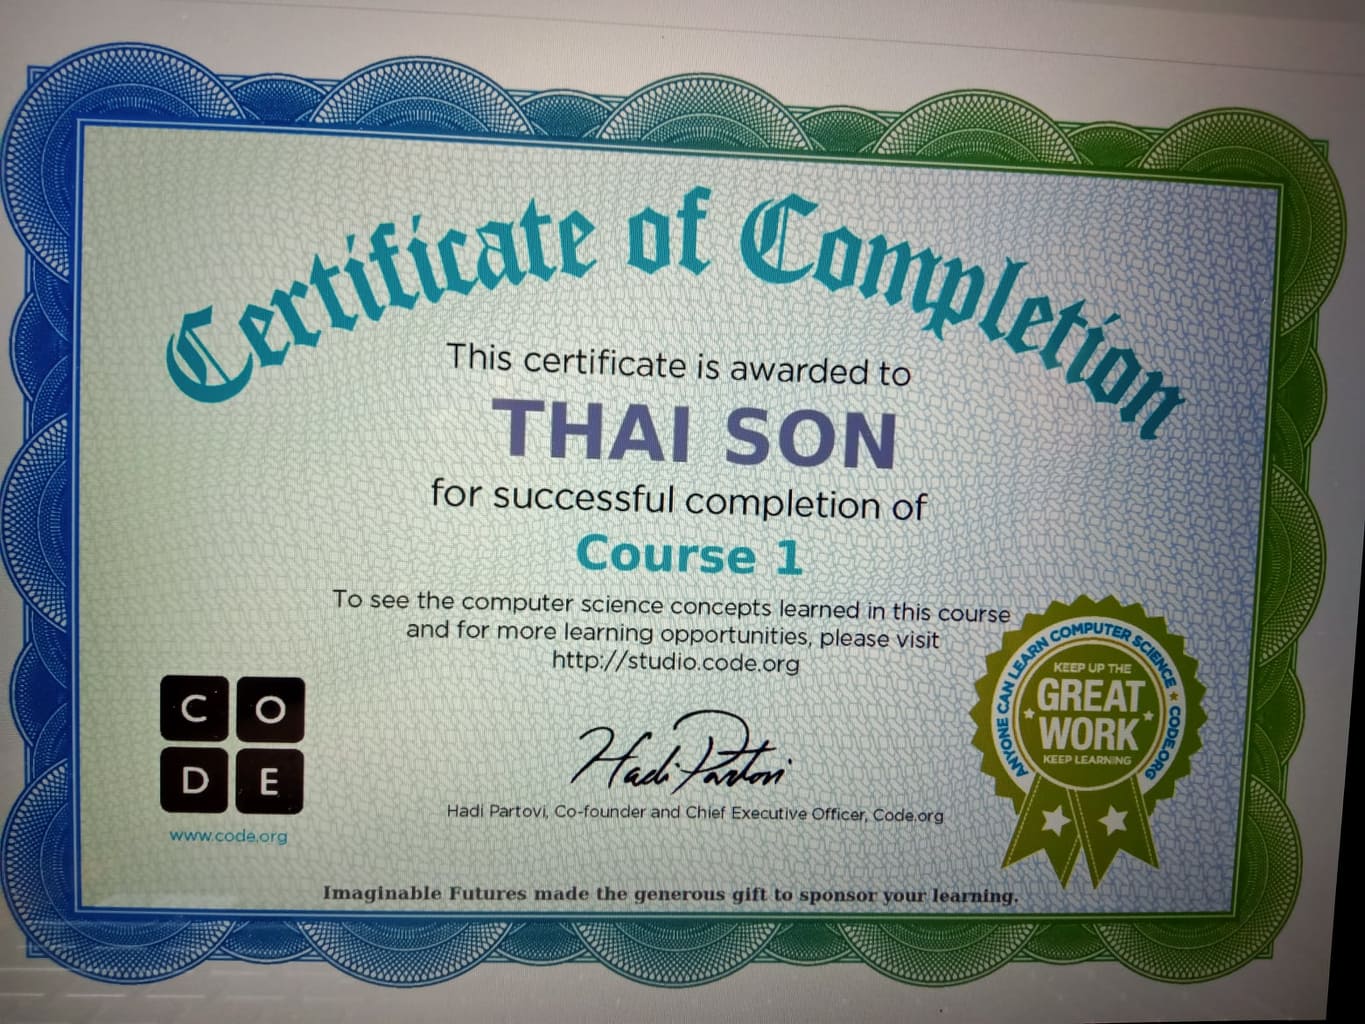 Certificate of Completion
This certificate is awarded to
THAI SON
for successful completion of
Course 1
To see the computer science concepts learned in this course
and for more learning opportunities, please visit
http://studio.code.org
C O
D E
www.code.org
Hadi Partovi
Hadi Partovi, Co-founder and Chief Executive Officer, Code.org
ANYONE CAN LEARN COMPUTER SCIENCE ★ CODE.ORG
KEEP UP THE
GREAT
WORK
KEEP LEARNING
Imaginable Futures made the generous gift to sponsor your learning.